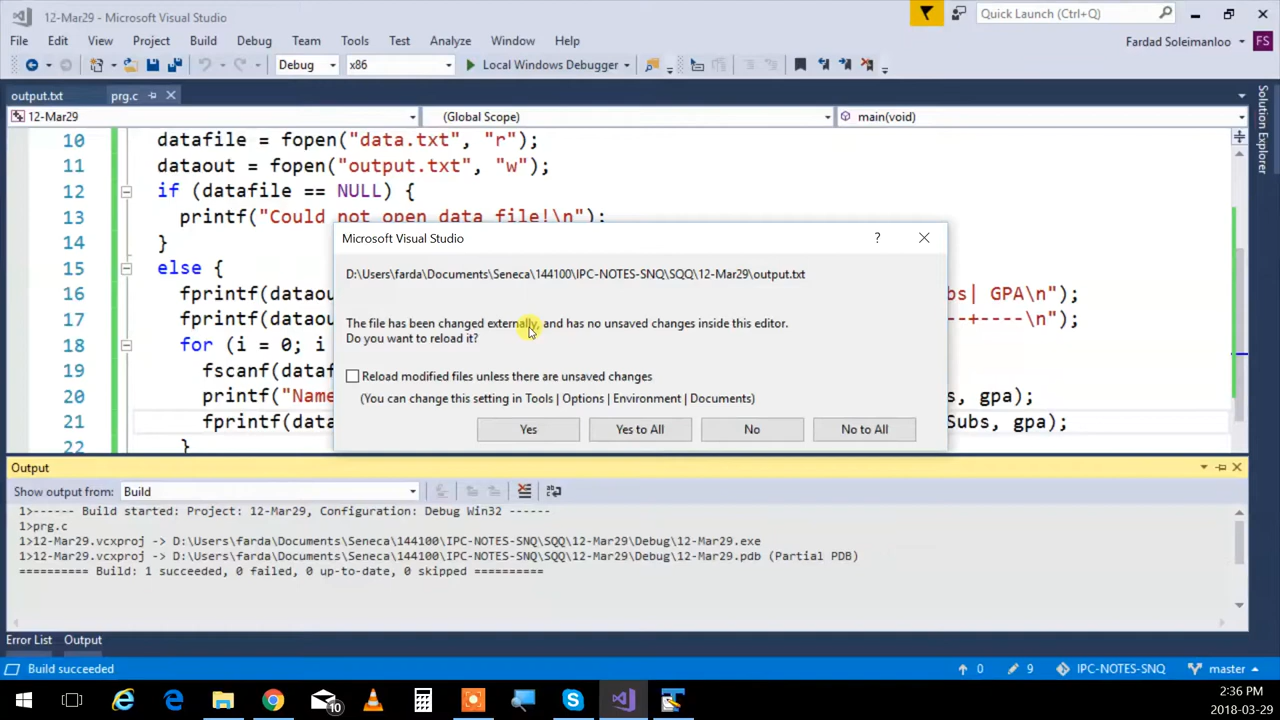 12-Mar29 - Microsoft Visual Studio
Quick Launch (Ctrl+Q)
File Edit View Project Build Debug Team Tools Test Analyze Window Help
Fardad Soleimanloo FS
Debug x86 Local Windows Debugger
output.txt prg.c
12-Mar29 (Global Scope) main(void)
Solution Explorer
10 datafile = fopen("data.txt", "r");
11 dataout = fopen("output.txt", "w");
12 if (datafile == NULL) {
13 printf("Could not open data file!\n");
14 }
15 else {
16 fprintf(dataou bs| GPA\n");
17 fprintf(dataou --+----\n");
18 for (i = 0; i
19 fscanf(dataf
20 printf("Name s, gpa);
21 fprintf(data Subs, gpa);
22 }
Microsoft Visual Studio ?
D:\Users\farda\Documents\Seneca\144100\IPC-NOTES-SNQ\SQQ\12-Mar29\output.txt
The file has been changed externally, and has no unsaved changes inside this editor.
Do you want to reload it?
Reload modified files unless there are unsaved changes
(You can change this setting in Tools | Options | Environment | Documents)
Yes Yes to All No No to All
Output
Show output from: Build
1>------ Build started: Project: 12-Mar29, Configuration: Debug Win32 ------
1>prg.c
1>12-Mar29.vcxproj -> D:\Users\farda\Documents\Seneca\144100\IPC-NOTES-SNQ\SQQ\12-Mar29\Debug\12-Mar29.exe
1>12-Mar29.vcxproj -> D:\Users\farda\Documents\Seneca\144100\IPC-NOTES-SNQ\SQQ\12-Mar29\Debug\12-Mar29.pdb (Partial PDB)
========== Build: 1 succeeded, 0 failed, 0 up-to-date, 0 skipped ==========
Error List Output
Build succeeded 0 9 IPC-NOTES-SNQ master
10
2:36 PM
2018-03-29